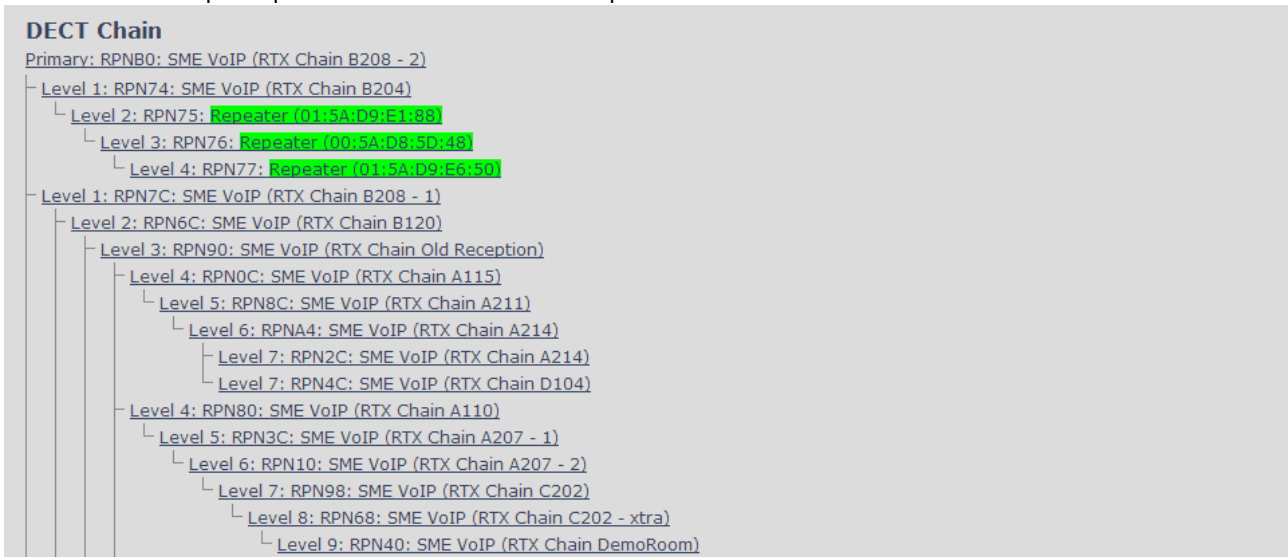 DECT Chain
Primary: RPNB0: SME VoIP (RTX Chain B208 - 2)
Level 1: RPN74: SME VoIP (RTX Chain B204)
Level 2: RPN75: Repeater (01:5A:D9:E1:88)
Level 3: RPN76: Repeater (00:5A:D8:5D:48)
Level 4: RPN77: Repeater (01:5A:D9:E6:50)
Level 1: RPN7C: SME VoIP (RTX Chain B208 - 1)
Level 2: RPN6C: SME VoIP (RTX Chain B120)
Level 3: RPN90: SME VoIP (RTX Chain Old Reception)
Level 4: RPN0C: SME VoIP (RTX Chain A115)
Level 5: RPN8C: SME VoIP (RTX Chain A211)
Level 6: RPNA4: SME VoIP (RTX Chain A214)
Level 7: RPN2C: SME VoIP (RTX Chain A214)
Level 7: RPN4C: SME VoIP (RTX Chain D104)
Level 4: RPN80: SME VoIP (RTX Chain A110)
Level 5: RPN3C: SME VoIP (RTX Chain A207 - 1)
Level 6: RPN10: SME VoIP (RTX Chain A207 - 2)
Level 7: RPN98: SME VoIP (RTX Chain C202)
Level 8: RPN68: SME VoIP (RTX Chain C202 - xtra)
Level 9: RPN40: SME VoIP (RTX Chain DemoRoom)